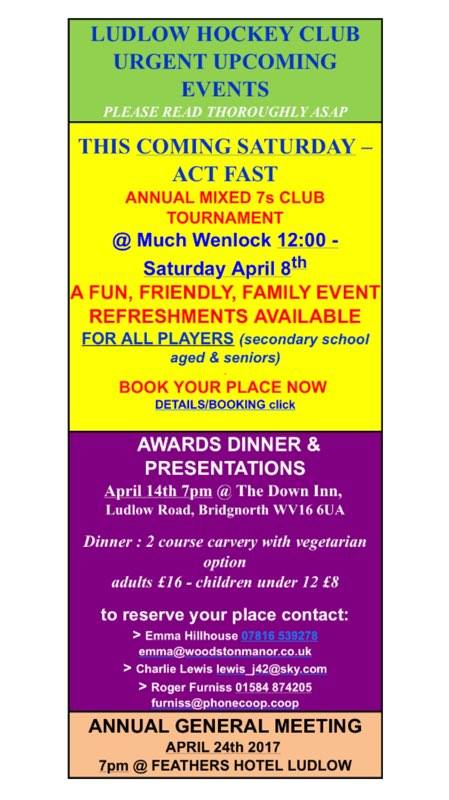 LUDLOW HOCKEY CLUB
URGENT UPCOMING
EVENTS
PLEASE READ THOROUGHLY ASAP
THIS COMING SATURDAY –
ACT FAST
ANNUAL MIXED 7s CLUB
TOURNAMENT
@ Much Wenlock 12:00 -
Saturday April 8th
A FUN, FRIENDLY, FAMILY EVENT
REFRESHMENTS AVAILABLE
FOR ALL PLAYERS (secondary school
aged & seniors)
BOOK YOUR PLACE NOW
DETAILS/BOOKING click
AWARDS DINNER &
PRESENTATIONS
April 14th 7pm @ The Down Inn,
Ludlow Road, Bridgnorth WV16 6UA
Dinner : 2 course carvery with vegetarian
option
adults £16 - children under 12 £8
to reserve your place contact:
> Emma Hillhouse 07816 539278
emma@woodstonmanor.co.uk
> Charlie Lewis lewis_j42@sky.com
> Roger Furniss 01584 874205
furniss@phonecoop.coop
ANNUAL GENERAL MEETING
APRIL 24th 2017
7pm @ FEATHERS HOTEL LUDLOW